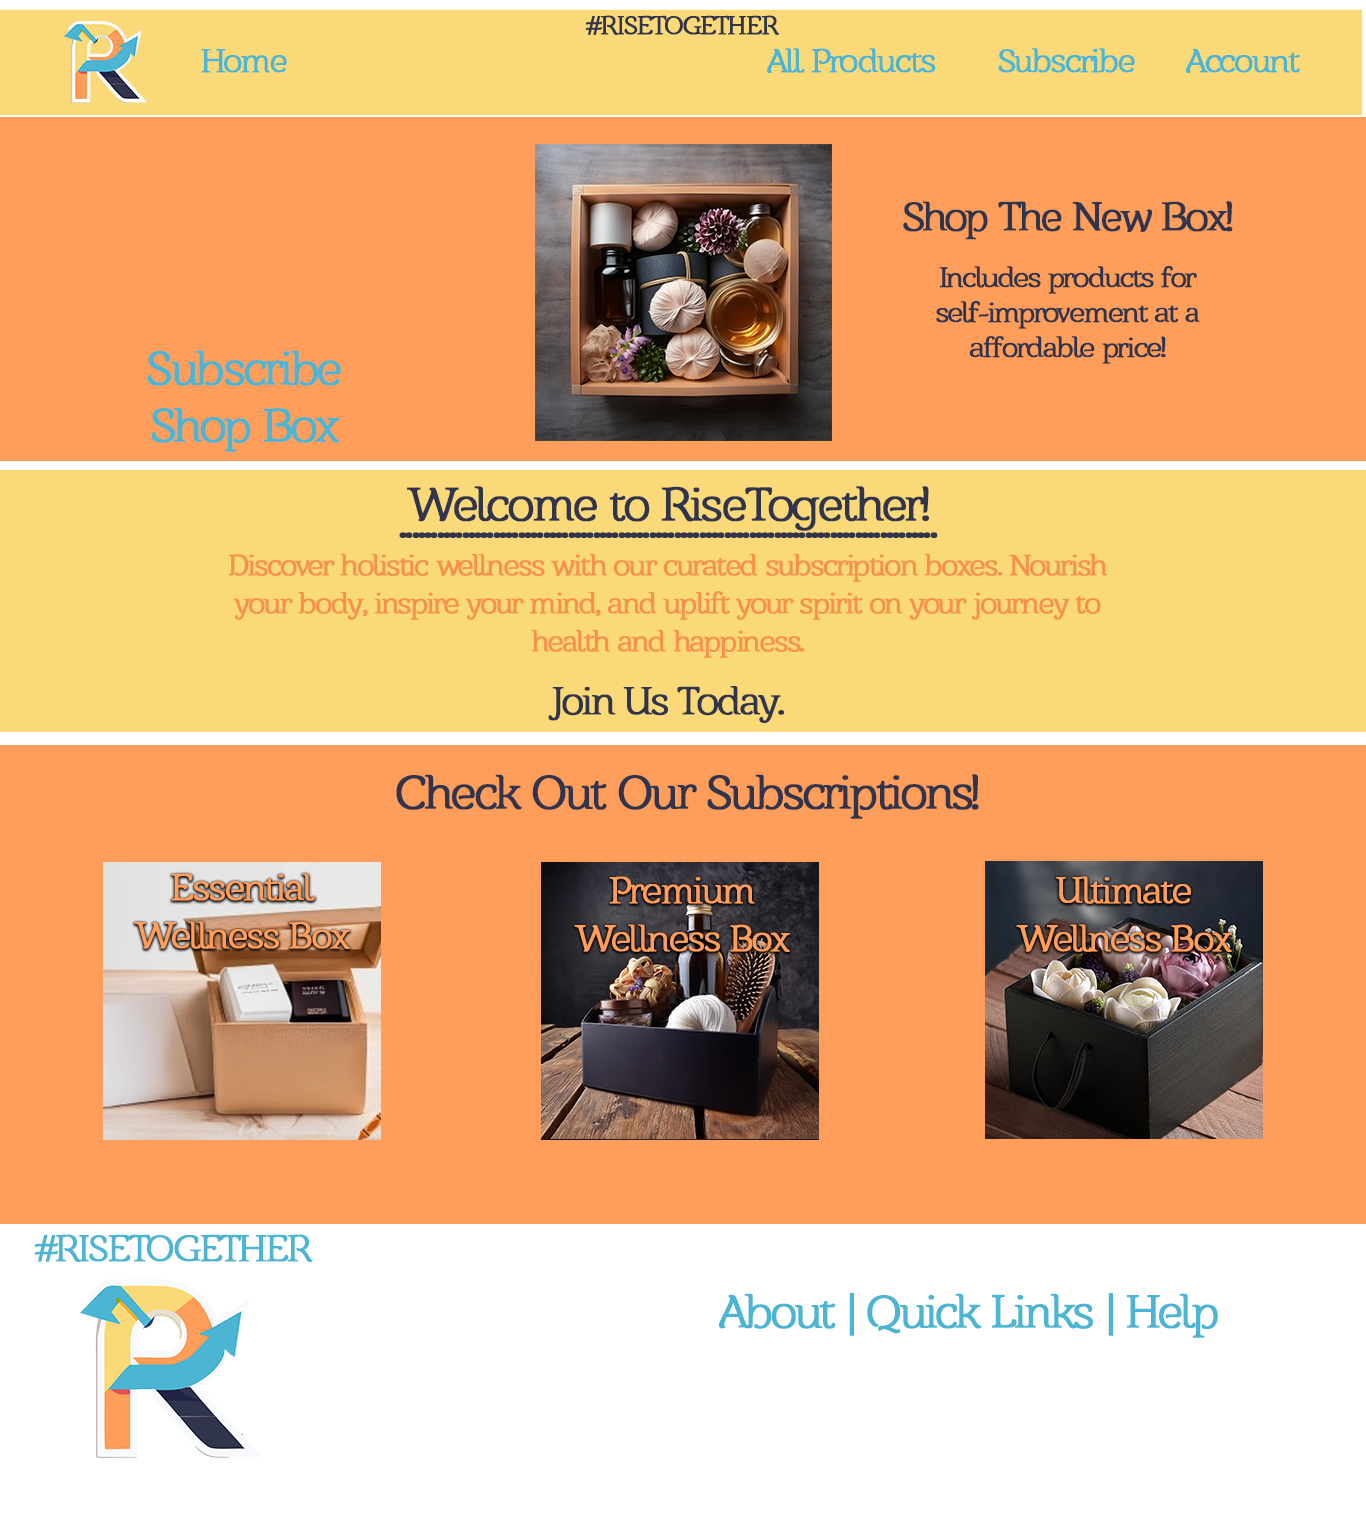 #RISETOGETHER
Home
All Products
Subscribe
Account
Shop The New Box!
Includes products for
self-improvement at a
affordable price!
Subscribe
Shop Box
Welcome to RiseTogether!
Discover holistic wellness with our curated subscription boxes. Nourish
your body, inspire your mind, and uplift your spirit on your journey to
health and happiness.
Join Us Today.
Check Out Our Subscriptions!
Essential
Wellness Box
Premium
Wellness Box
Ultimate
Wellness Box
#RISETOGETHER
About | Quick Links | Help